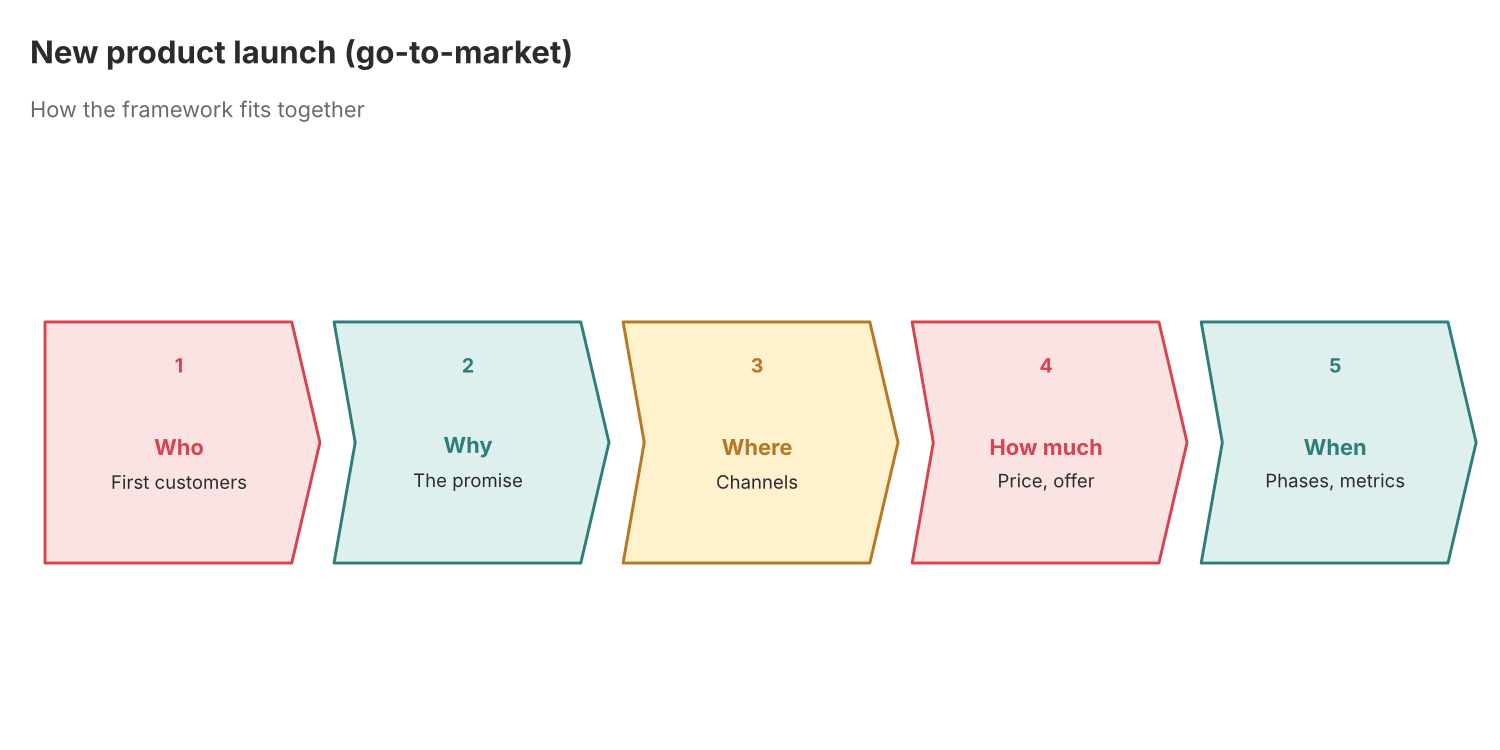 New product launch (go-to-market)
How the framework fits together
1
Who
First customers
2
Why
The promise
3
Where
Channels
4
How much
Price, offer
5
When
Phases, metrics